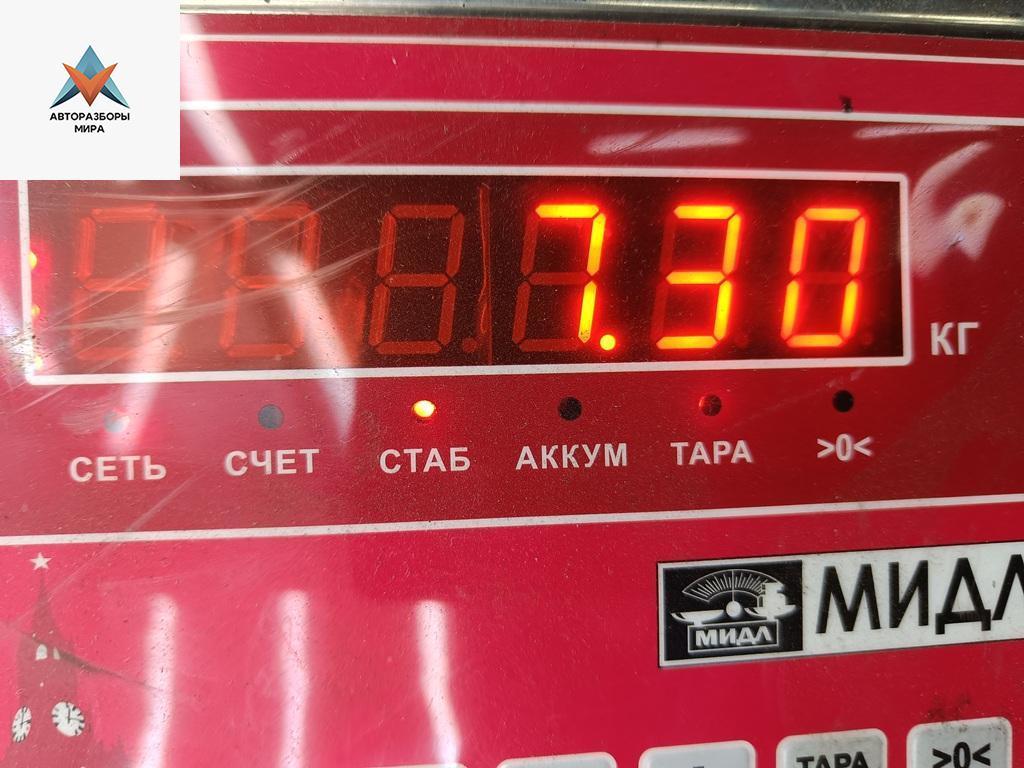 АВТОРАЗБОРЫ
МИРА
7.30
КГ
СЕТЬ СЧЕТ СТАБ АККУМ ТАРА >0<
МИДЛ
МИДЛ
ТАРА >0<